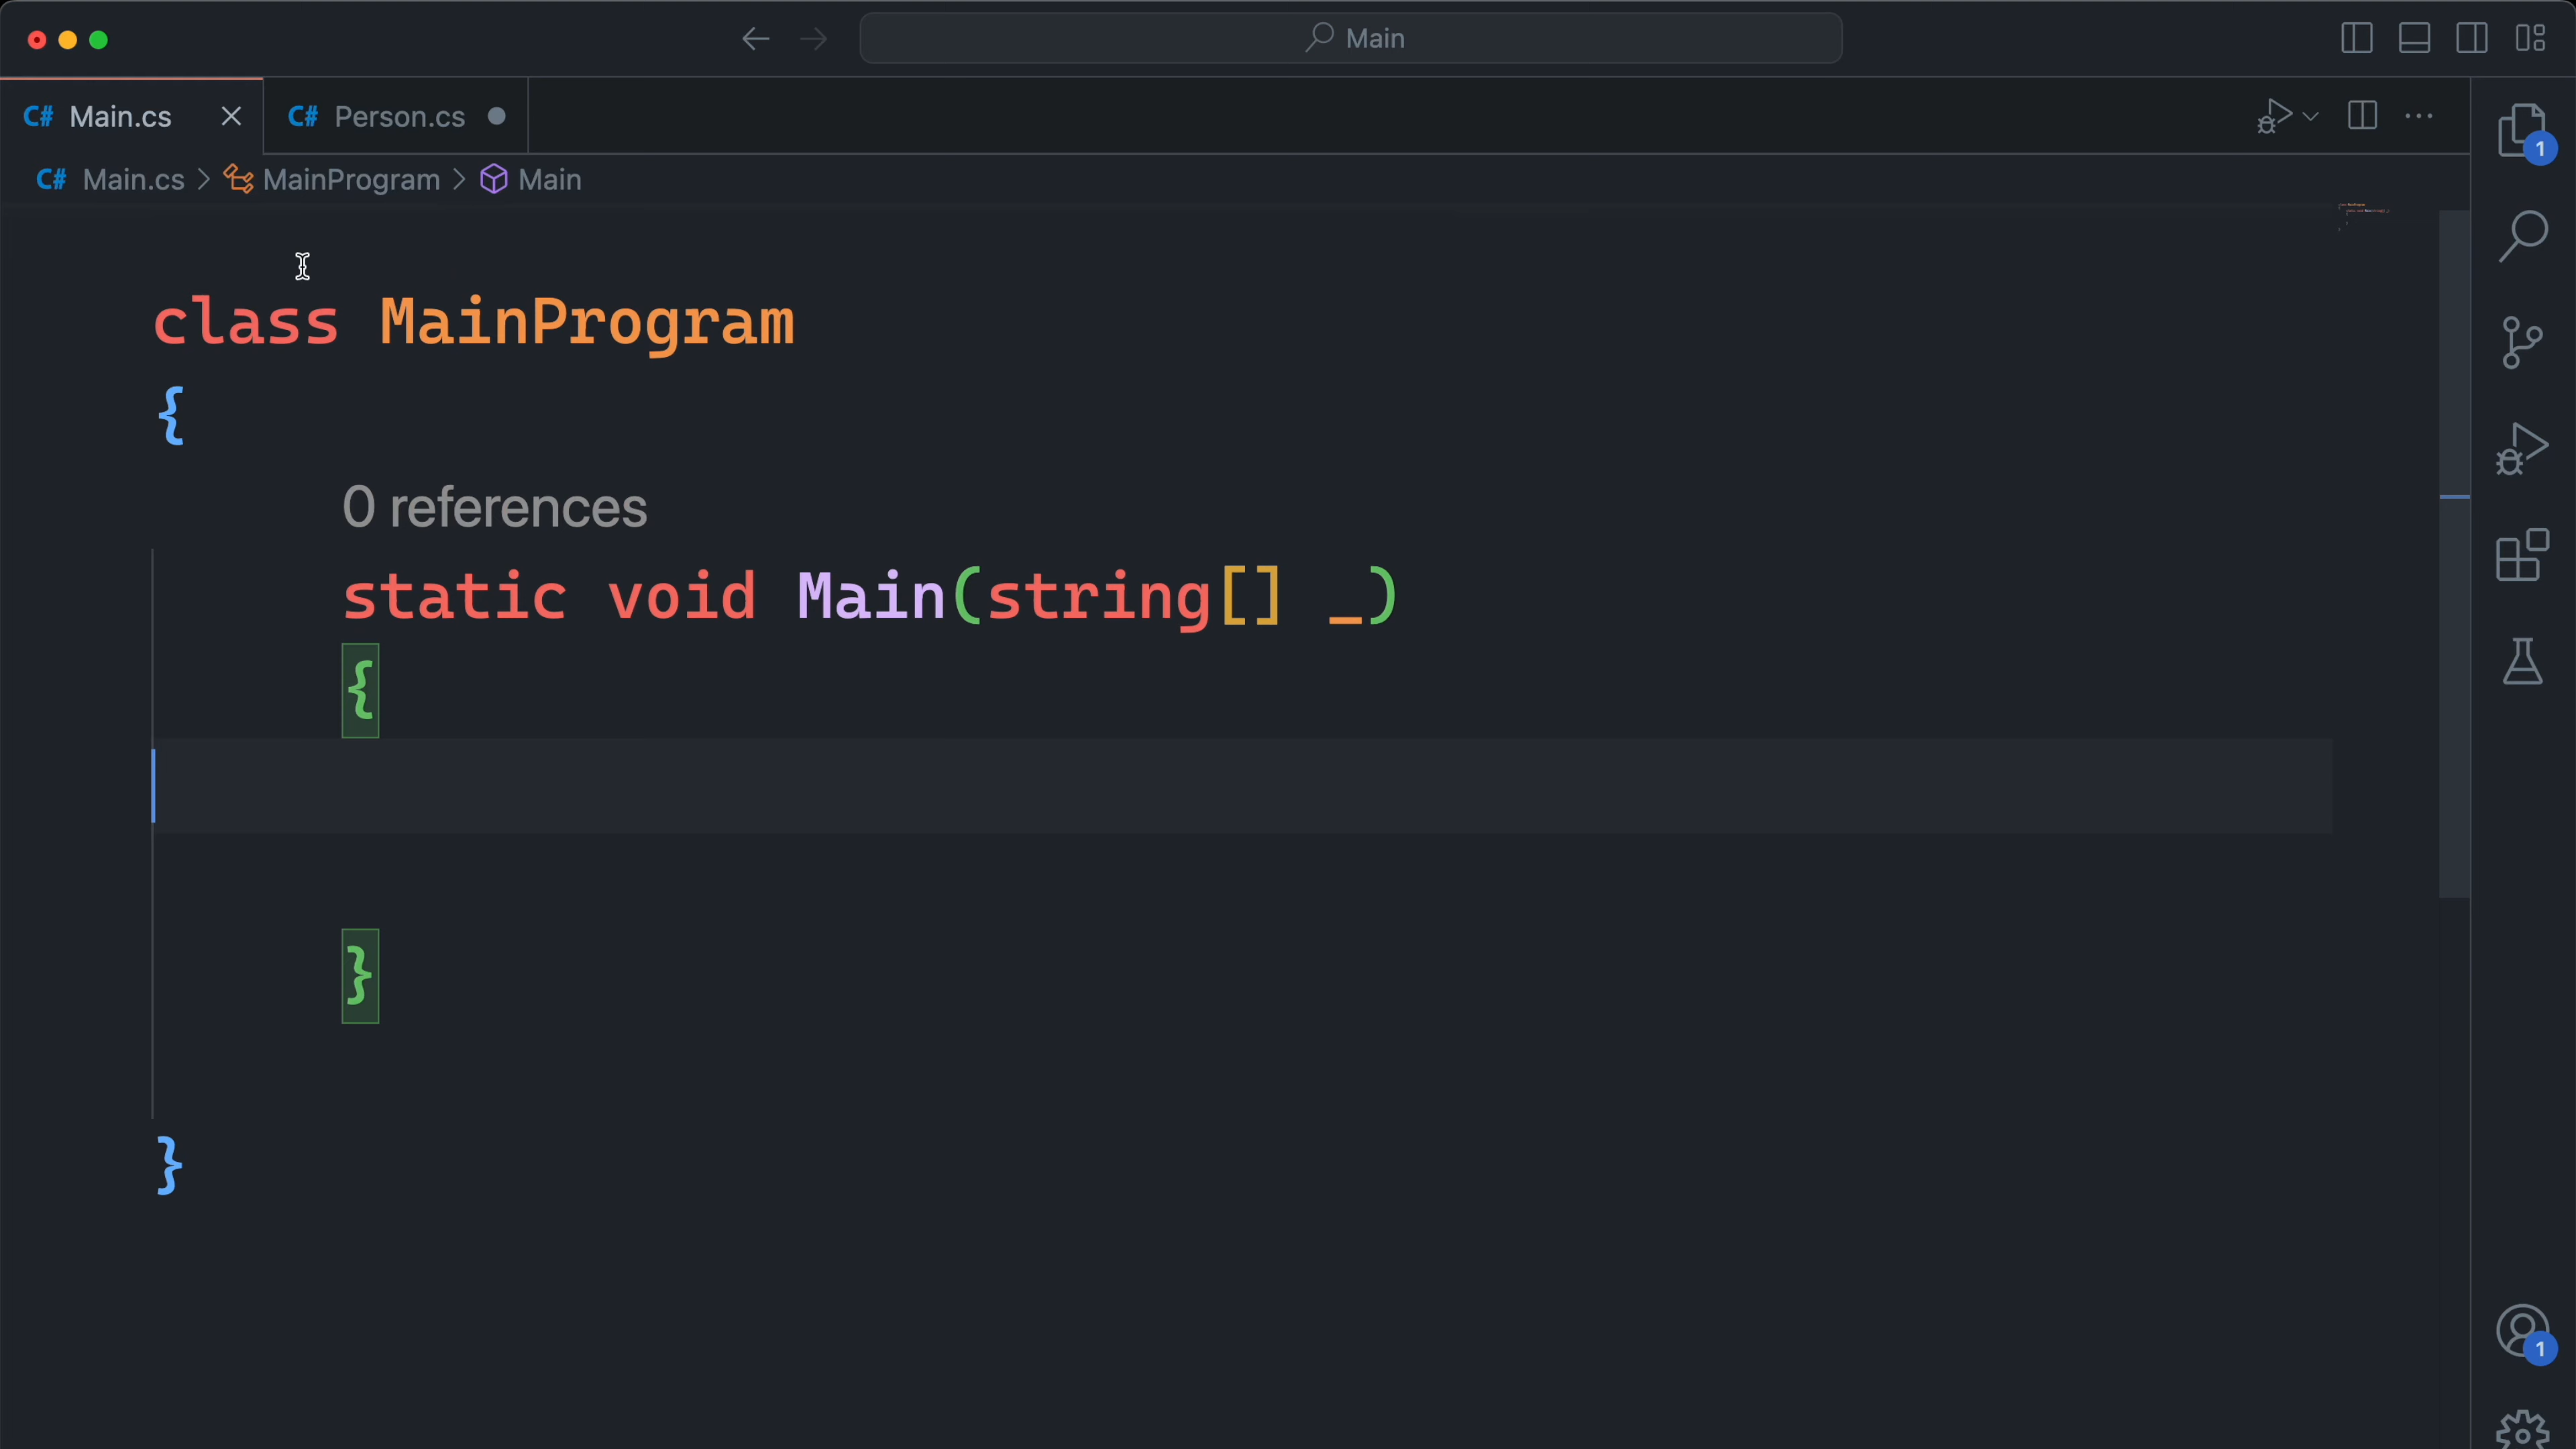 Main
C# Main.cs
C# Person.cs
C# Main.cs > MainProgram > Main
1
class MainProgram
{
0 references
static void Main(string[] _)
{
}
}
1